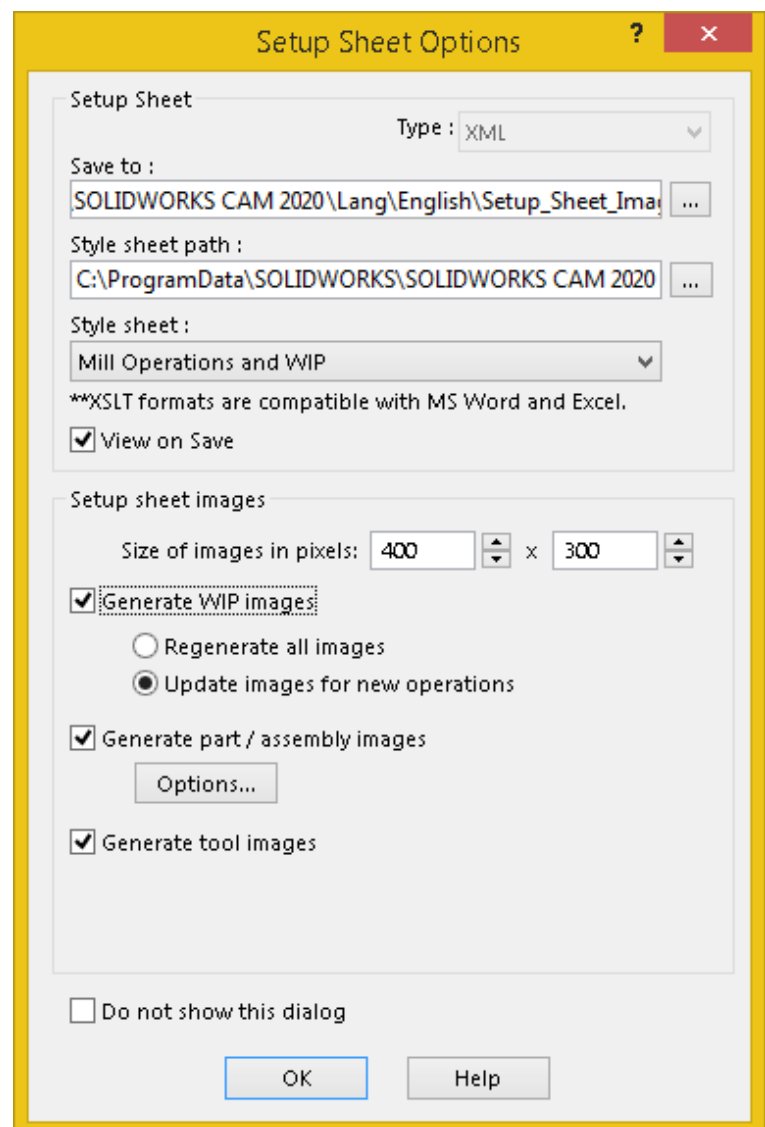 Setup Sheet Options ? ×
Setup Sheet
Type : XML
Save to :
SOLIDWORKS CAM 2020\Lang\English\Setup_Sheet_Imag ...
Style sheet path :
C:\ProgramData\SOLIDWORKS\SOLIDWORKS CAM 2020 ...
Style sheet :
Mill Operations and WIP
**XSLT formats are compatible with MS Word and Excel.
View on Save
Setup sheet images
Size of images in pixels: 400 x 300
Generate WIP images
Regenerate all images
Update images for new operations
Generate part / assembly images
Options...
Generate tool images
Do not show this dialog
OK Help